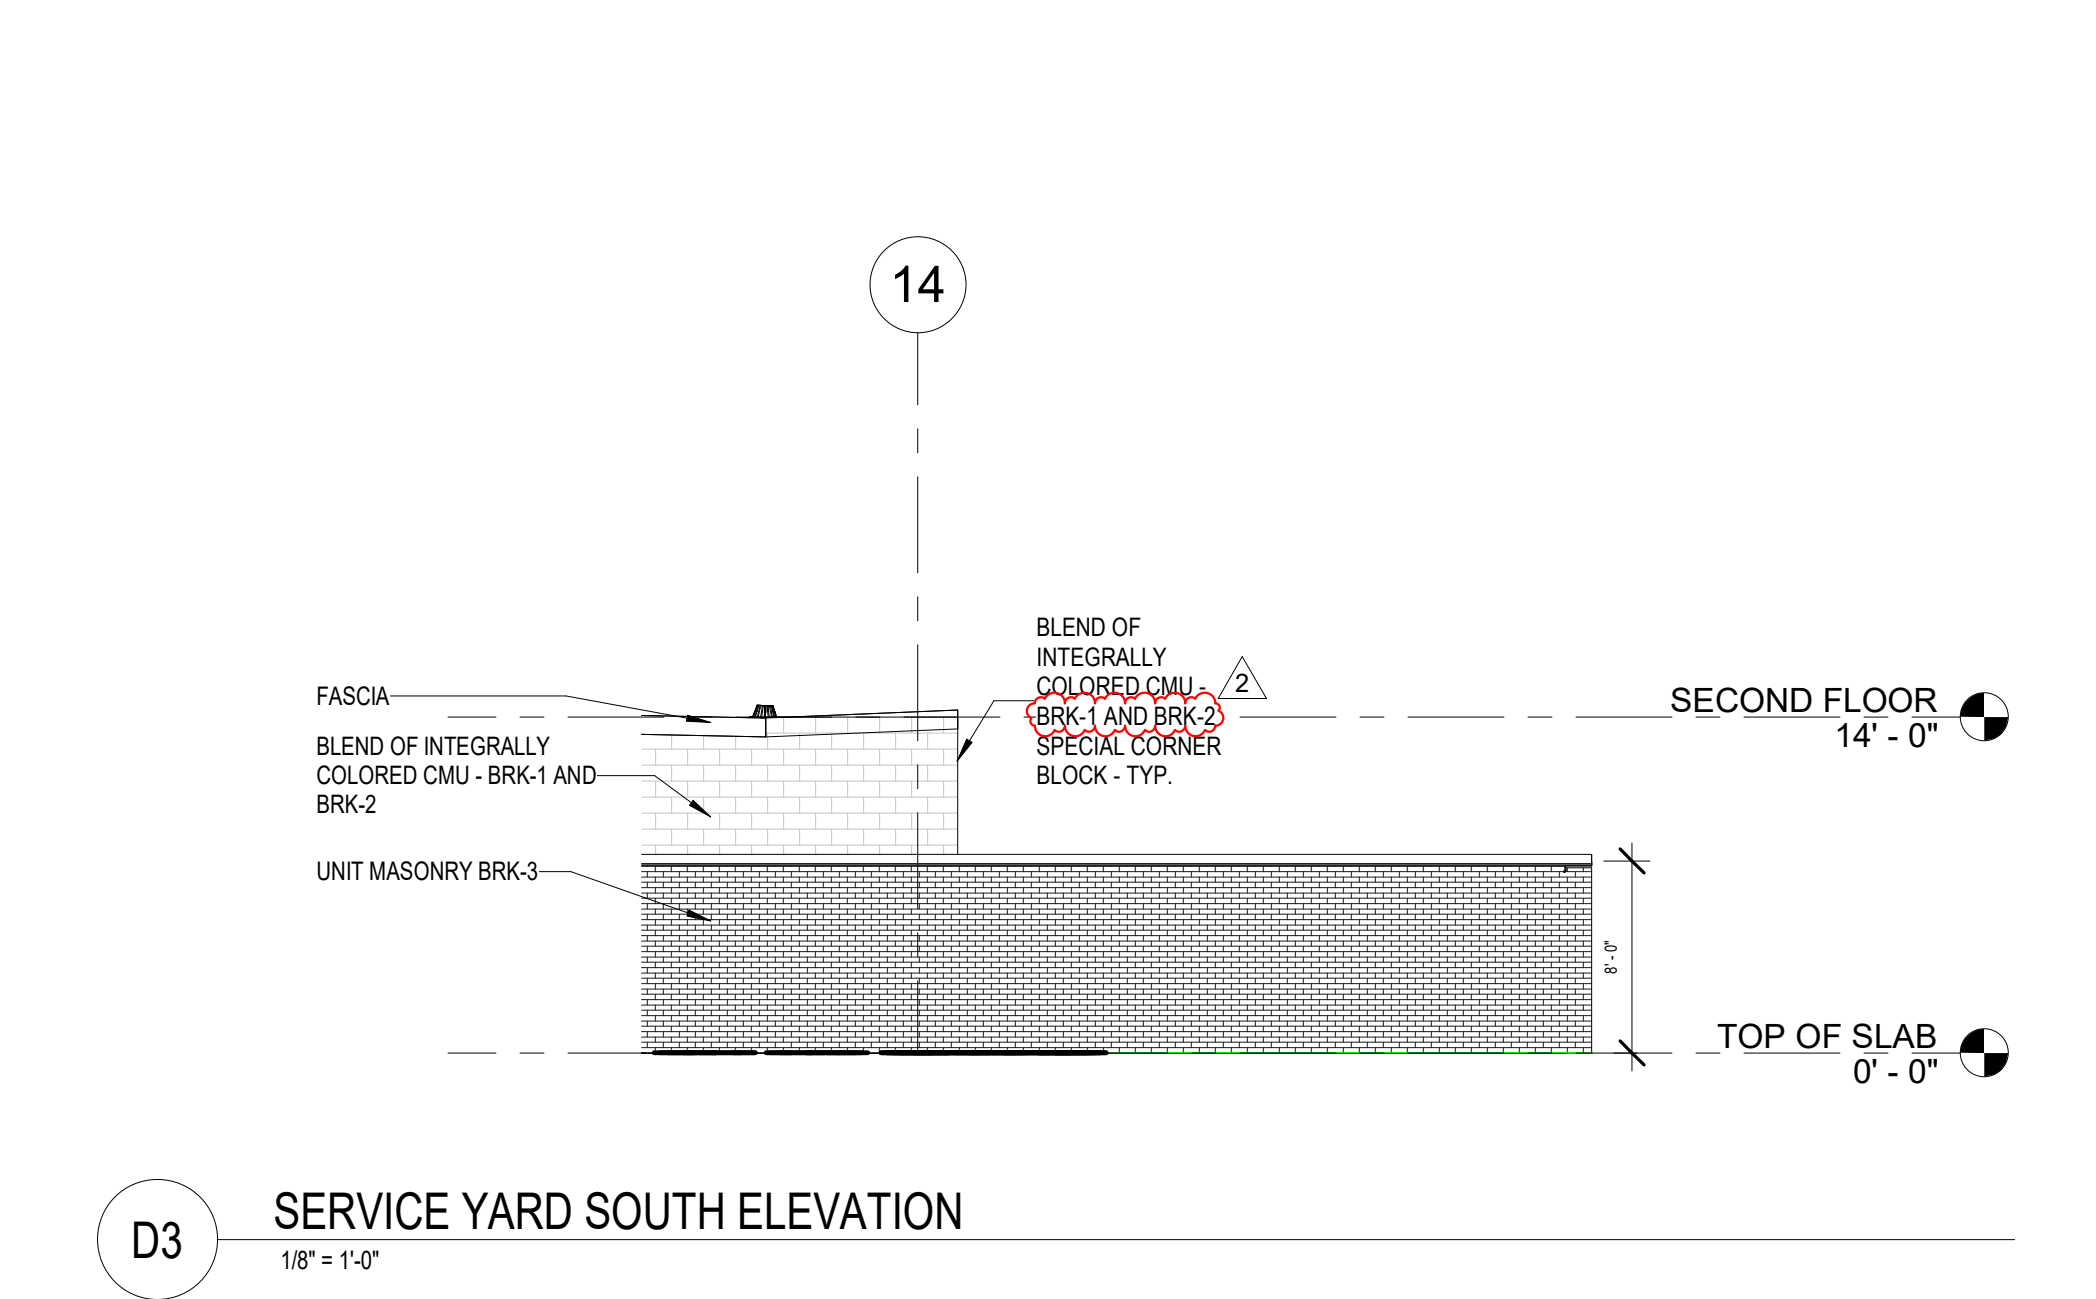 14
BLEND OF
INTEGRALLY
COLORED CMU -
BRK-1 AND BRK-2
SPECIAL CORNER
BLOCK - TYP.
2
FASCIA
BLEND OF INTEGRALLY
COLORED CMU - BRK-1 AND
BRK-2
UNIT MASONRY BRK-3
SECOND FLOOR
14' - 0"
8' - 0"
TOP OF SLAB
0' - 0"
D3
SERVICE YARD SOUTH ELEVATION
1/8" = 1'-0"